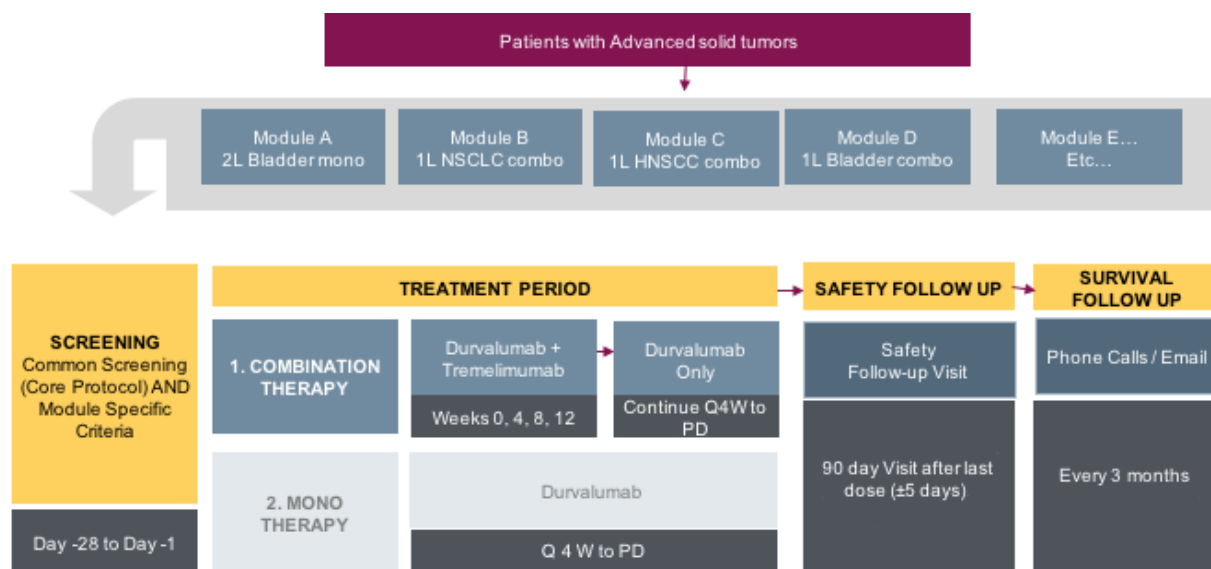 Patients with Advanced solid tumors
Module A
2L Bladder mono
Module B
1L NSCLC combo
Module C
1L HNSCC combo
Module D
1L Bladder combo
Module E...
Etc...
SCREENING
Common Screening
(Core Protocol) AND
Module Specific
Criteria
Day -28 to Day -1
TREATMENT PERIOD
1. COMBINATION
THERAPY
Durvalumab +
Tremelimumab
Weeks 0, 4, 8, 12
Durvalumab
Only
Continue Q4W to
PD
2. MONO
THERAPY
Durvalumab
Q 4 W to PD
SAFETY FOLLOW UP
Safety
Follow-up Visit
90 day Visit after last
dose (±5 days)
SURVIVAL
FOLLOW UP
Phone Calls / Email
Every 3 months